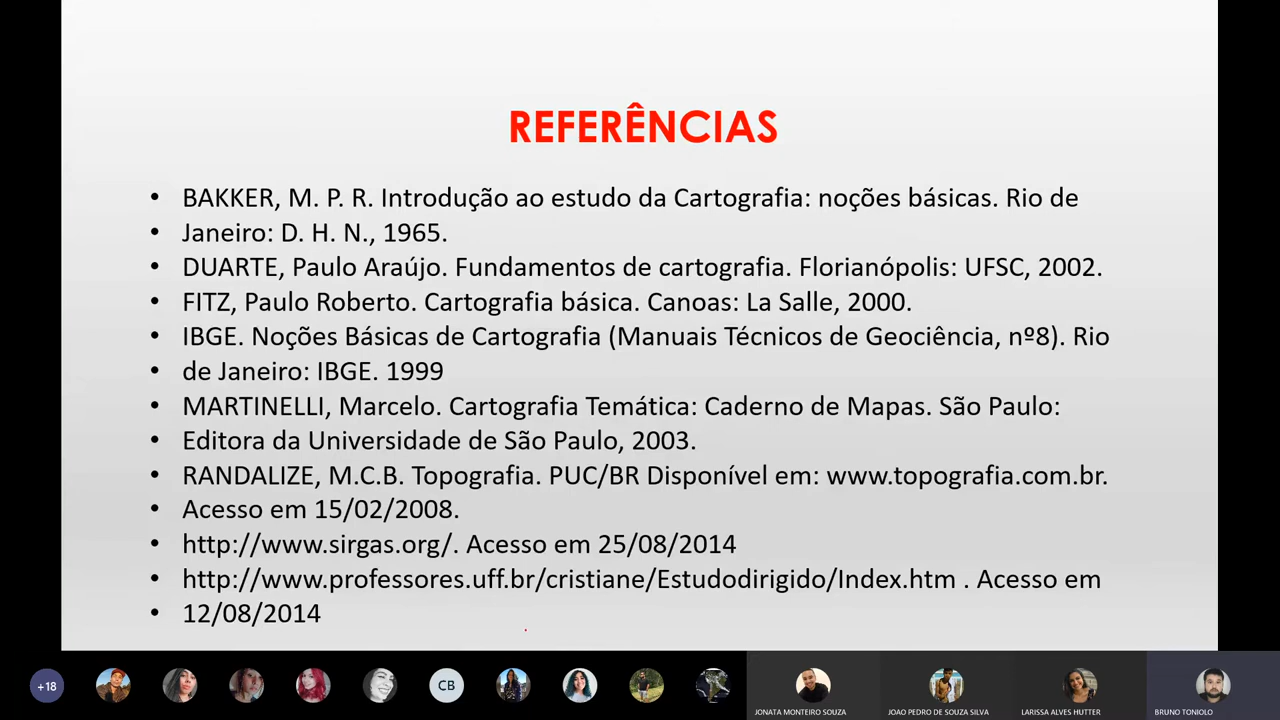 REFERÊNCIAS
• BAKKER, M. P. R. Introdução ao estudo da Cartografia: noções básicas. Rio de
• Janeiro: D. H. N., 1965.
• DUARTE, Paulo Araújo. Fundamentos de cartografia. Florianópolis: UFSC, 2002.
• FITZ, Paulo Roberto. Cartografia básica. Canoas: La Salle, 2000.
• IBGE. Noções Básicas de Cartografia (Manuais Técnicos de Geociência, nº8). Rio
• de Janeiro: IBGE. 1999
• MARTINELLI, Marcelo. Cartografia Temática: Caderno de Mapas. São Paulo:
• Editora da Universidade de São Paulo, 2003.
• RANDALIZE, M.C.B. Topografia. PUC/BR Disponível em: www.topografia.com.br.
• Acesso em 15/02/2008.
• http://www.sirgas.org/. Acesso em 25/08/2014
• http://www.professores.uff.br/cristiane/Estudodirigido/Index.htm . Acesso em
• 12/08/2014
+18
CB
JONATA MONTEIRO SOUZA
JOAO PEDRO DE SOUZA SILVA
LARISSA ALVES HUTTER
BRUNO TONIOLO